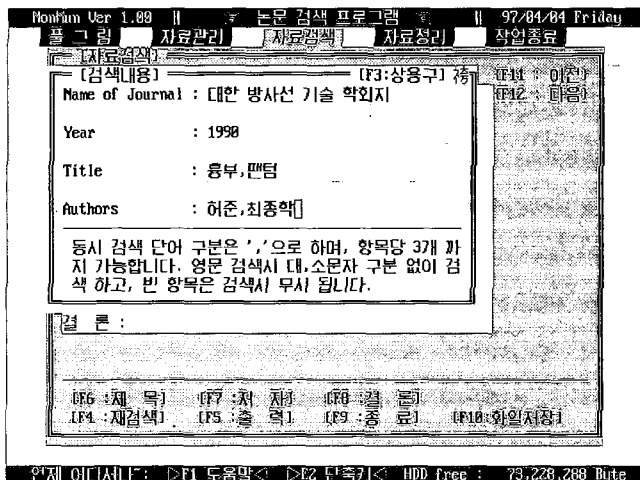 MonMun Ver 1.00 논문 검색 프로그램 97/04/04 Friday
풀그림 자료관리 자료검색 자료정리 작업종료
[자료검색]
[검색내용] [F3:상용구]
[F11 : 이전]
Name of Journal : 대한 방사선 기술 학회지
[F12 : 다음]
Year : 1990
Title : 흉부,팬텀
Authors : 허준,최종학
동시 검색 단어 구분은 ','으로 하며, 항목당 3개 까
지 가능합니다. 영문 검색시 대,소문자 구분 없이 검
색 하고, 빈 항목은 검색시 무시 됩니다.
결 론 :
[F6 :제 목] [F7 :저 자] [F8 :결 론]
[F4 :재검색] [F5 :출 력] [F9 :종 료] [F10:화일저장]
언제 어디서나~: ▷F1 도움말◁ ▷F2 단축키◁ HDD free : 73,228,288 Byte